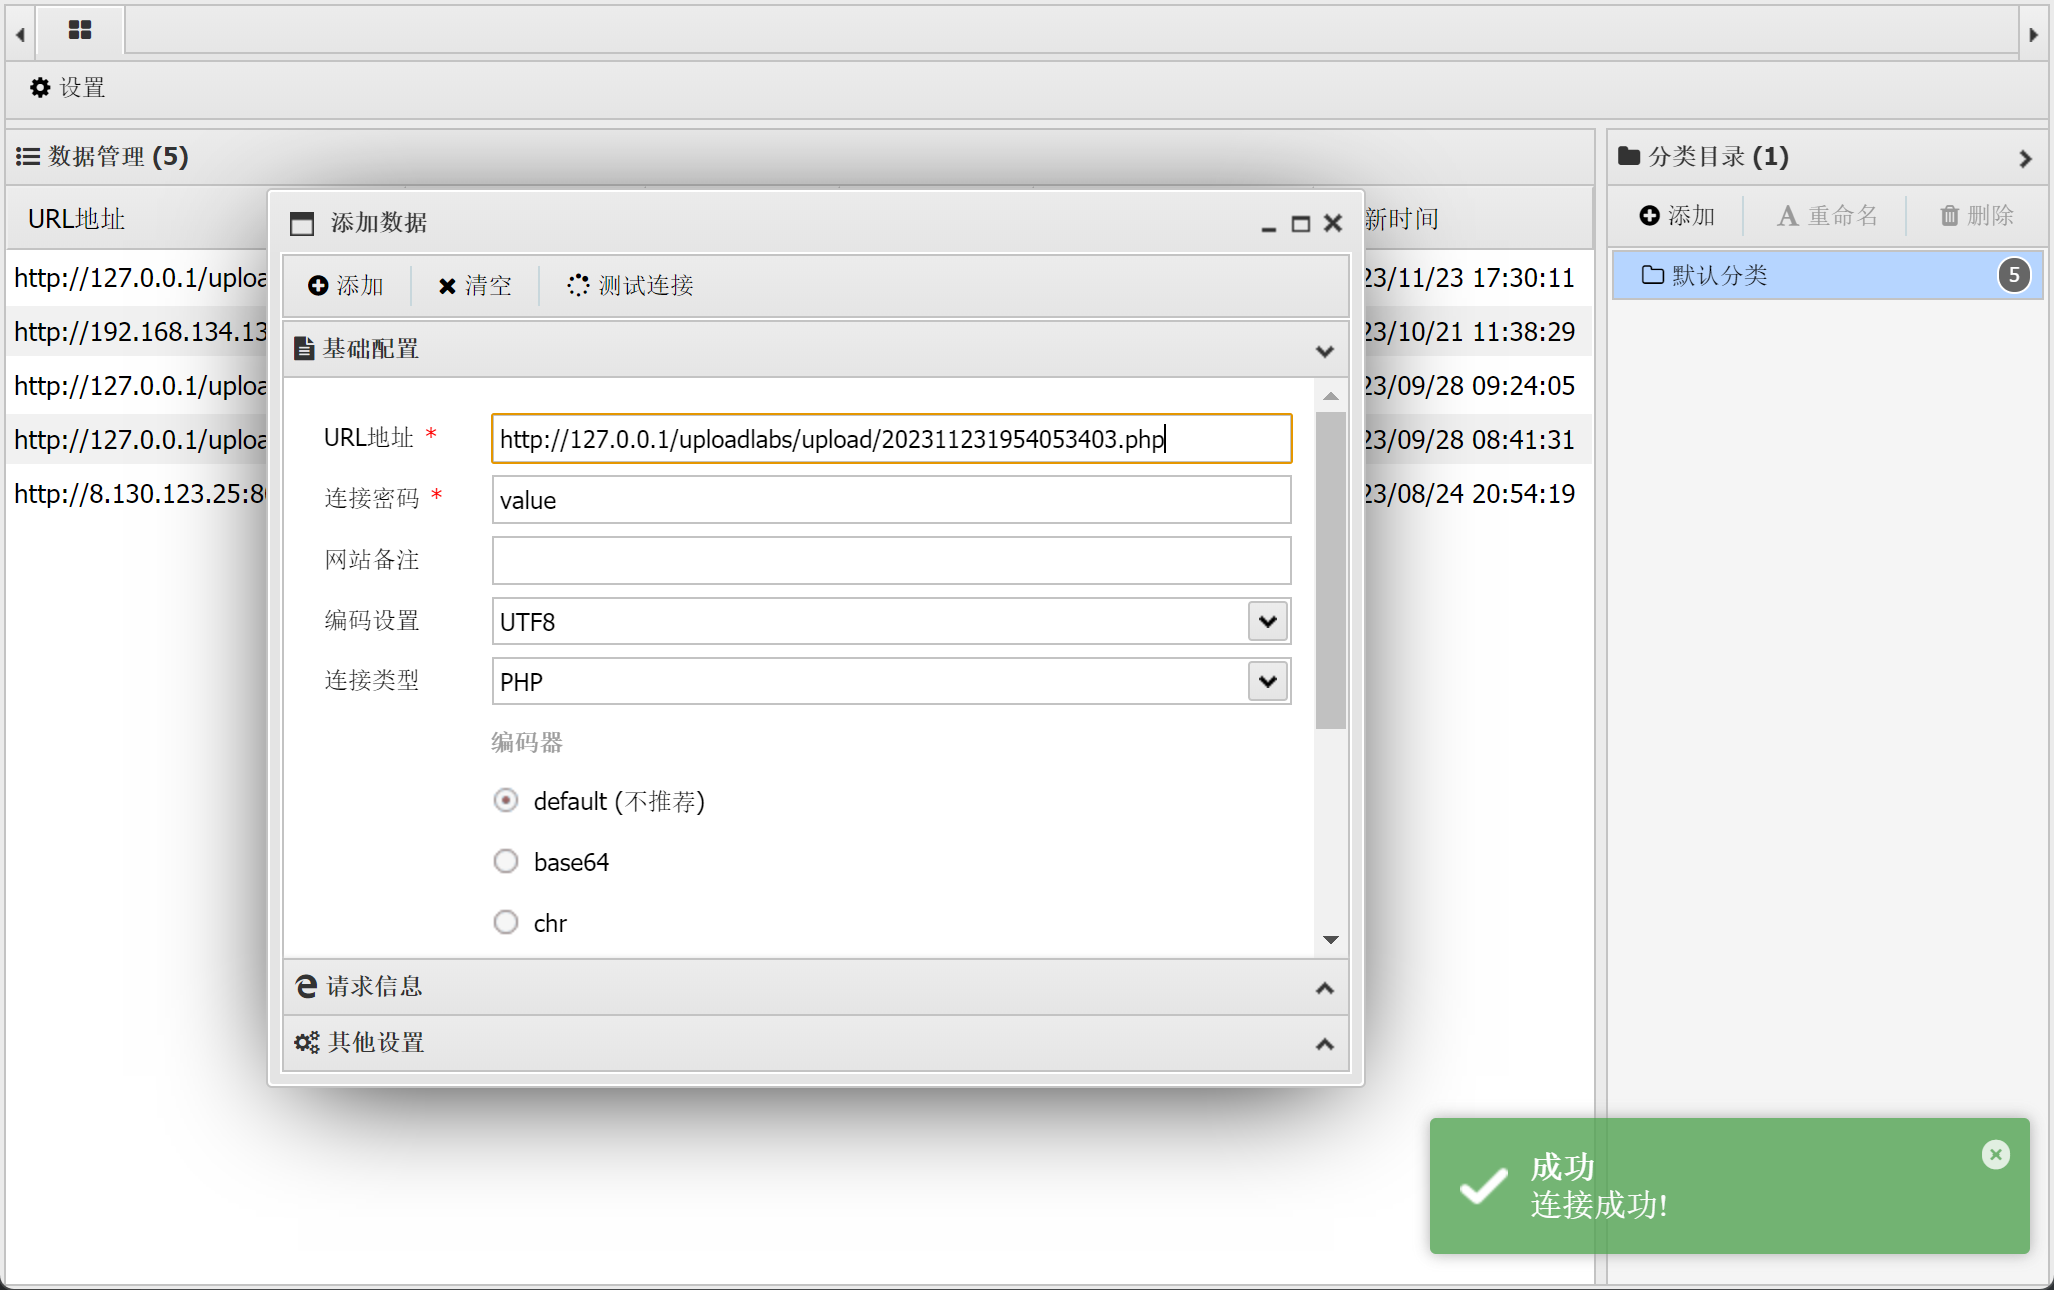 设置
数据管理 (5)
URL地址
新时间
http://127.0.0.1/uploa
23/11/23 17:30:11
http://192.168.134.13
23/10/21 11:38:29
http://127.0.0.1/uploa
23/09/28 09:24:05
http://127.0.0.1/uploa
23/09/28 08:41:31
http://8.130.123.25:80
23/08/24 20:54:19
添加数据
添加 清空 测试连接
基础配置
URL地址 * http://127.0.0.1/uploadlabs/upload/202311231954053403.php
连接密码 * value
网站备注
编码设置 UTF8
连接类型 PHP
编码器
default (不推荐)
base64
chr
请求信息
其他设置
分类目录 (1)
添加 重命名 删除
默认分类 5
成功
连接成功!